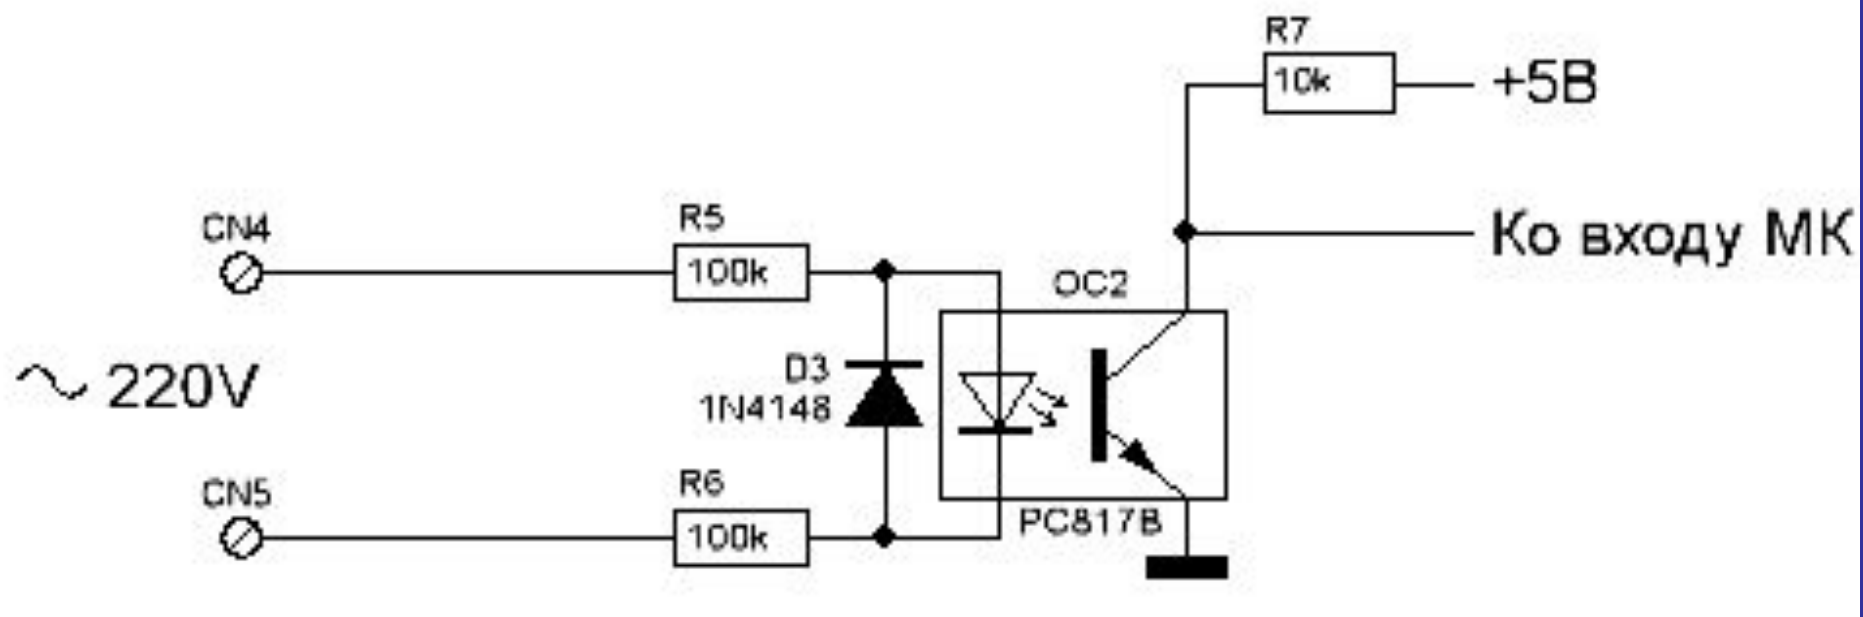 R7
10k
+5В
CN4
R5
100k
Ко входу МК
OC2
~ 220V
D3
1N4148
CN5
R6
100k
PC817B